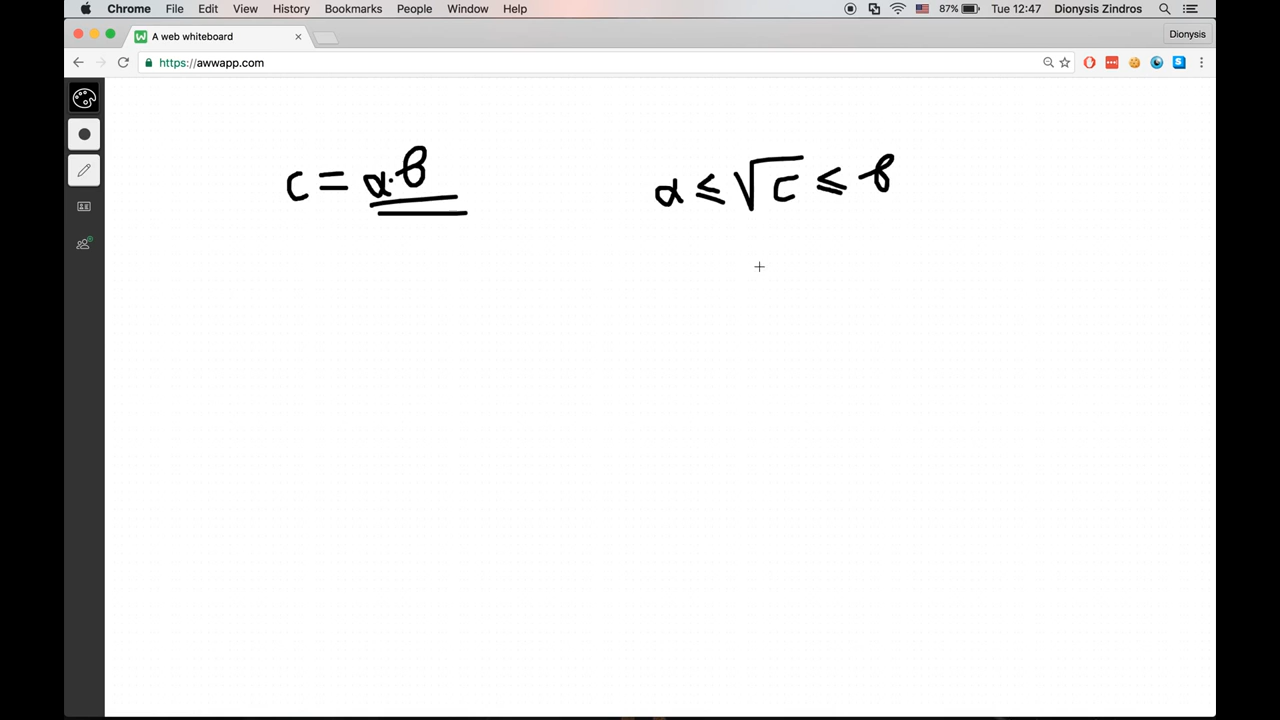 Chrome File Edit View History Bookmarks People Window Help 87% Tue 12:47 Dionysis Zindros
A web whiteboard Dionysis
https://awwapp.com
c = α·β
α ≤ √c ≤ β